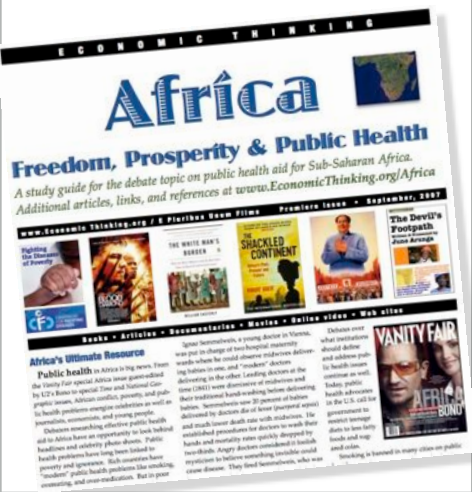 ECONOMIC THINKING
Africa
Freedom, Prosperity & Public Health
A study guide for the debate topic on public health aid for Sub-Saharan Africa.
Additional articles, links, and references at www.EconomicThinking.org/Africa
www.Economic Thinking.org / E Pluribus Unum Films Premiere Issue • September, 2007
Fighting
the Diseases
of Poverty
BLOOD
DIAMOND
THE WHITE MAN'S
BURDEN
WILLIAM EASTERLY
THE
SHACKLED
CONTINENT
ROBERT GUEST
The Devil's
Footpath
Written & Presented by
June Arunga
Books • Articles • Documentaries • Movies • Online video • Web sites
Africa's Ultimate Resource
Public health in Africa is big news. From
the Vanity Fair special Africa issue guest-edited
by U2's Bono to special Time and National Geo-
graphic issues, African conflict, poverty, and pub-
lic health problems energize celebrities as well as
journalists, economists, and young people.
Debaters researching effective public health
aid to Africa have an opportunity to look behind
headlines and celebrity photo shoots. Public
health problems have long been linked to
poverty and ignorance. Rich countries have
"modern" public health problems like smoking,
overeating, and over-medication. But in poor
Ignaz Semmelweis, a young doctor in Vienna,
was put in charge of two hospital maternity
wards where he could observe midwives deliver-
ing babies in one, and "modern" doctors
delivering in the other. Leading doctors at the
time (1841) were dismissive of midwives and
their traditional hand-washing before delivering
babies. Semmelweis saw 20 percent of babies
delivered by doctors die of fever (puerperal sepsis)
and much lower death rates with midwives. He
established procedures for doctors to wash their
hands and mortality rates quickly dropped by
two-thirds. Angry doctors considered it foolish
mysticism to believe something invisible could
cause disease. They fired Semmelweis, who was
Debates over
what institutions
should define
and address pub-
lic health issues
continue as well.
Today, public
health advocates
in the U.S. call for
government to
restrict teenage
diets to less fatty
foods and sug-
ared colas.
Smoking is banned in many cities on public
VANITY FAIR
AFRICA
BONO